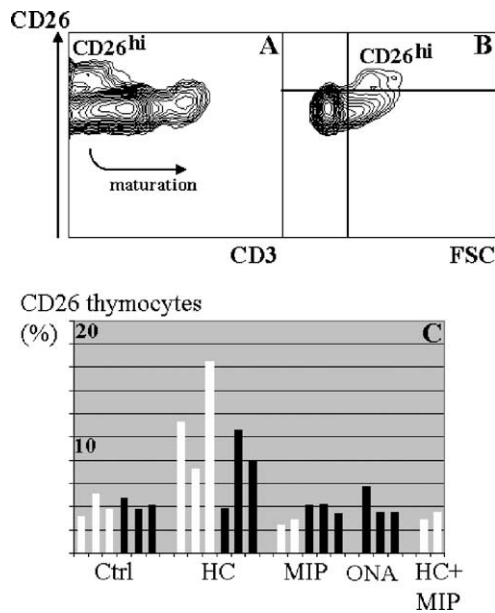 CD26
CD26hi
A
CD26hi
B
maturation
CD3
FSC
CD26 thymocytes
(%)
20
C
10
Ctrl
HC
MIP
ONA
HC+
MIP